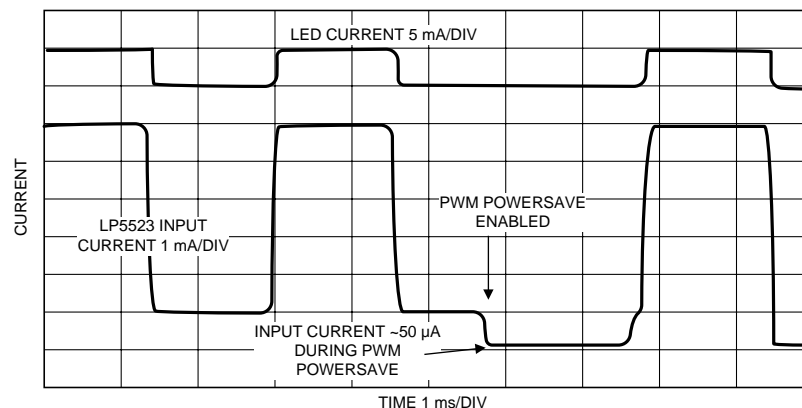 LED CURRENT 5 mA/DIV
CURRENT
PWM POWERSAVE
ENABLED
LP5523 INPUT
CURRENT 1 mA/DIV
INPUT CURRENT ~50 µA
DURING PWM
POWERSAVE
TIME 1 ms/DIV